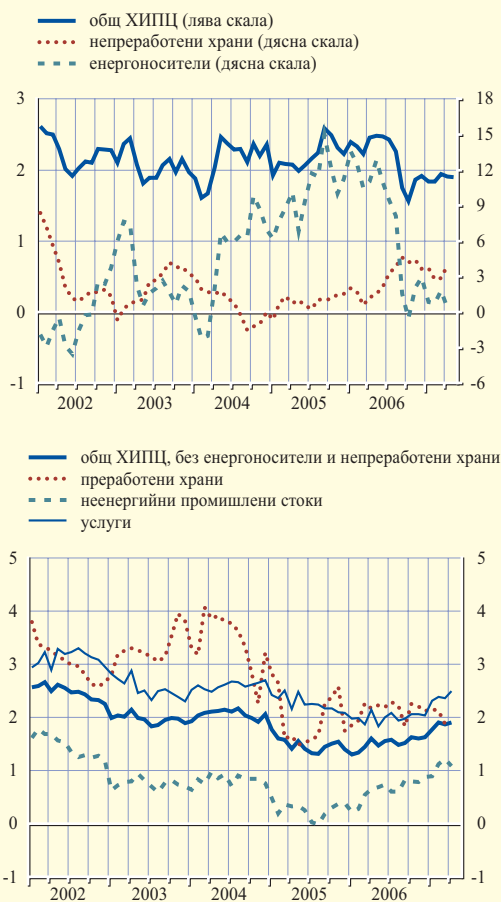 общ ХИПЦ (лява скала)
непреработени храни (дясна скала)
енергоносители (дясна скала)
3 18
15
2 12
9
1 6
3
0 0
-3
-1 -6
2002 2003 2004 2005 2006
общ ХИПЦ, без енергоносители и непреработени храни
преработени храни
неенергийни промишлени стоки
услуги
5 5
4 4
3 3
2 2
1 1
0 0
-1 -1
2002 2003 2004 2005 2006